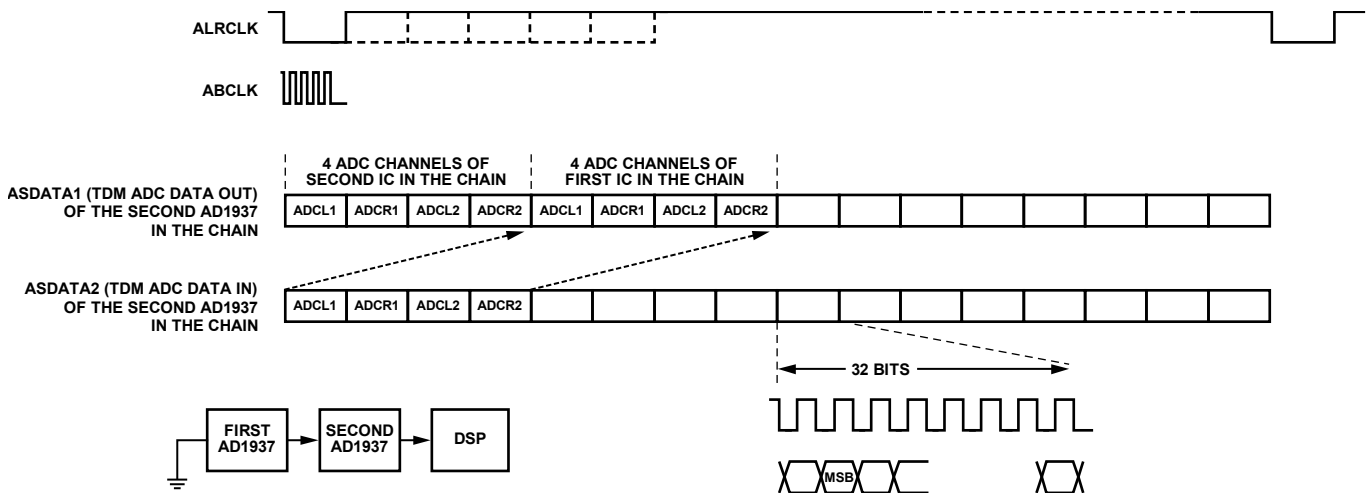 ALRCLK
ABCLK
4 ADC CHANNELS OF
SECOND IC IN THE CHAIN
4 ADC CHANNELS OF
FIRST IC IN THE CHAIN
ASDATA1 (TDM ADC DATA OUT)
OF THE SECOND AD1937
IN THE CHAIN
ADCL1 ADCR1 ADCL2 ADCR2 ADCL1 ADCR1 ADCL2 ADCR2
ASDATA2 (TDM ADC DATA IN)
OF THE SECOND AD1937
IN THE CHAIN
ADCL1 ADCR1 ADCL2 ADCR2
32 BITS
FIRST
AD1937
SECOND
AD1937
DSP
MSB